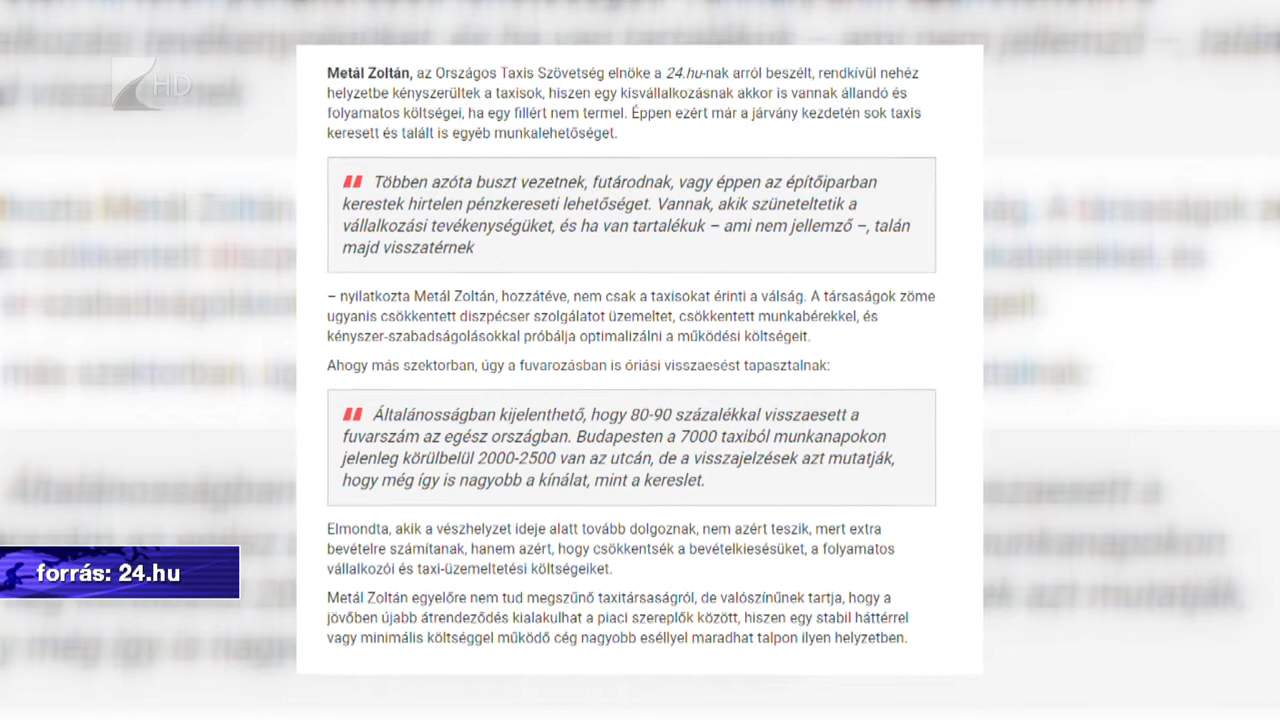 HD
Metál Zoltán, az Országos Taxis Szövetség elnöke a 24.hu-nak arról beszélt, rendkívül nehéz
helyzetbe kényszerültek a taxisok, hiszen egy kisvállalkozásnak akkor is vannak állandó és
folyamatos költségei, ha egy fillért nem termel. Éppen ezért már a járvány kezdetén sok taxis
keresett és talált is egyéb munkalehetőséget.
Többen azóta buszt vezetnek, futárodnak, vagy éppen az építőiparban
kerestek hirtelen pénzkereseti lehetőséget. Vannak, akik szüneteltetik a
vállalkozási tevékenységüket, és ha van tartalékuk – ami nem jellemző –, talán
majd visszatérnek
– nyilatkozta Metál Zoltán, hozzátéve, nem csak a taxisokat érinti a válság. A társaságok zöme
ugyanis csökkentett diszpécser szolgálatot üzemeltet, csökkentett munkabérekkel, és
kényszer-szabadságolásokkal próbálja optimalizálni a működési költségeit.
Ahogy más szektorban, úgy a fuvarozásban is óriási visszaesést tapasztalnak:
Általánosságban kijelenthető, hogy 80-90 százalékkal visszaesett a
fuvarszám az egész országban. Budapesten a 7000 taxiból munkanapokon
jelenleg körülbelül 2000-2500 van az utcán, de a visszajelzések azt mutatják,
hogy még így is nagyobb a kínálat, mint a kereslet.
Elmondta, akik a vészhelyzet ideje alatt tovább dolgoznak, nem azért teszik, mert extra
bevételre számítanak, hanem azért, hogy csökkentsék a bevételkiesésüket, a folyamatos
vállalkozói és taxi-üzemeltetési költségeiket.
Metál Zoltán egyelőre nem tud megszűnő taxitársaságról, de valószínűnek tartja, hogy a
jövőben újabb átrendeződés kialakulhat a piaci szereplők között, hiszen egy stabil háttérrel
vagy minimális költséggel működő cég nagyobb eséllyel maradhat talpon ilyen helyzetben.
forrás: 24.hu